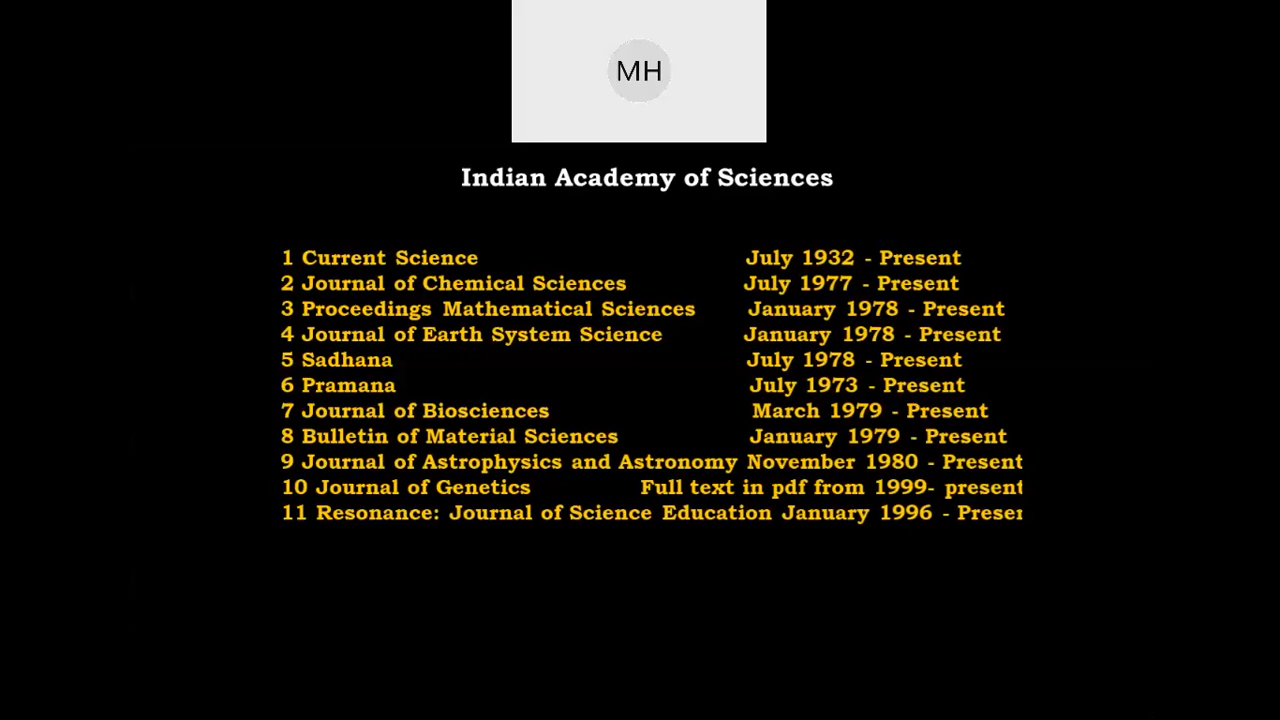 MH
Indian Academy of Sciences
1 Current Science July 1932 - Present
2 Journal of Chemical Sciences July 1977 - Present
3 Proceedings Mathematical Sciences January 1978 - Present
4 Journal of Earth System Science January 1978 - Present
5 Sadhana July 1978 - Present
6 Pramana July 1973 - Present
7 Journal of Biosciences March 1979 - Present
8 Bulletin of Material Sciences January 1979 - Present
9 Journal of Astrophysics and Astronomy November 1980 - Present
10 Journal of Genetics Full text in pdf from 1999- present
11 Resonance: Journal of Science Education January 1996 -